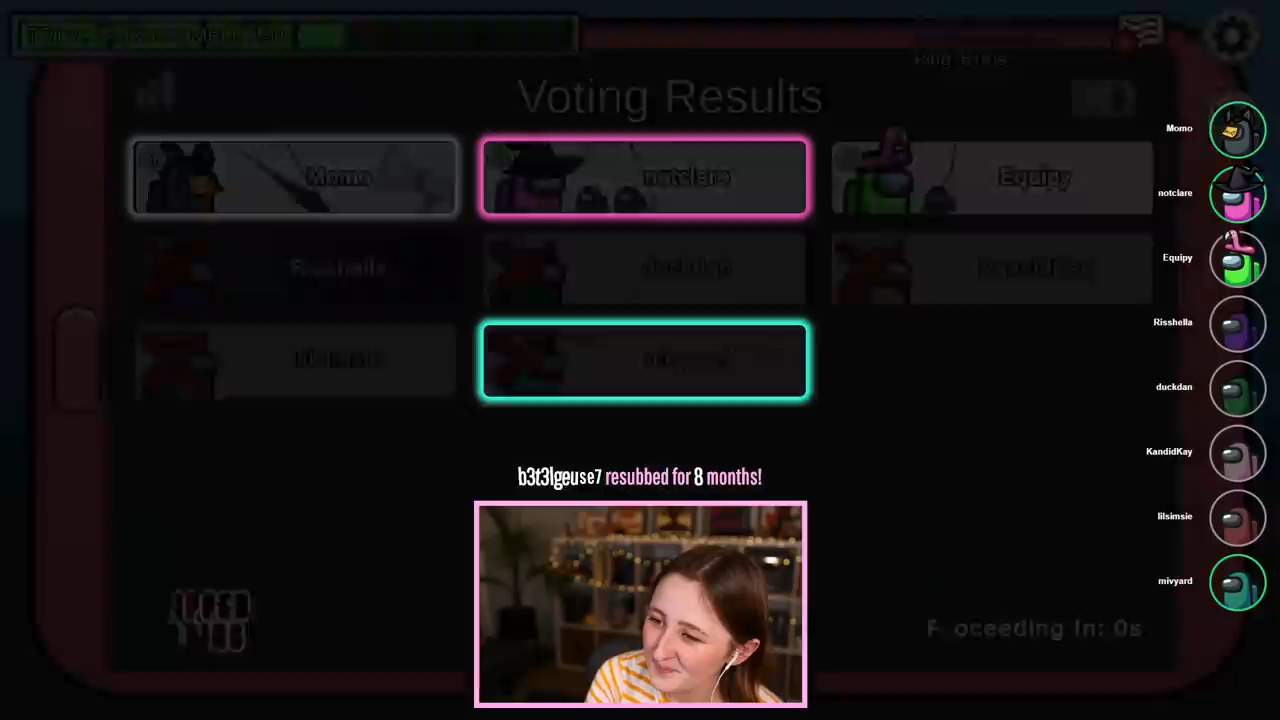 Voting Results
Momo
notclare
Equipy
Risshella
duckdan
KandidKay
lilsimsie
mivyard
Momo
notclare
Equipy
Risshella
b3t3lgeuse7 resubbed for 8 months!
F oceeding In: 0s